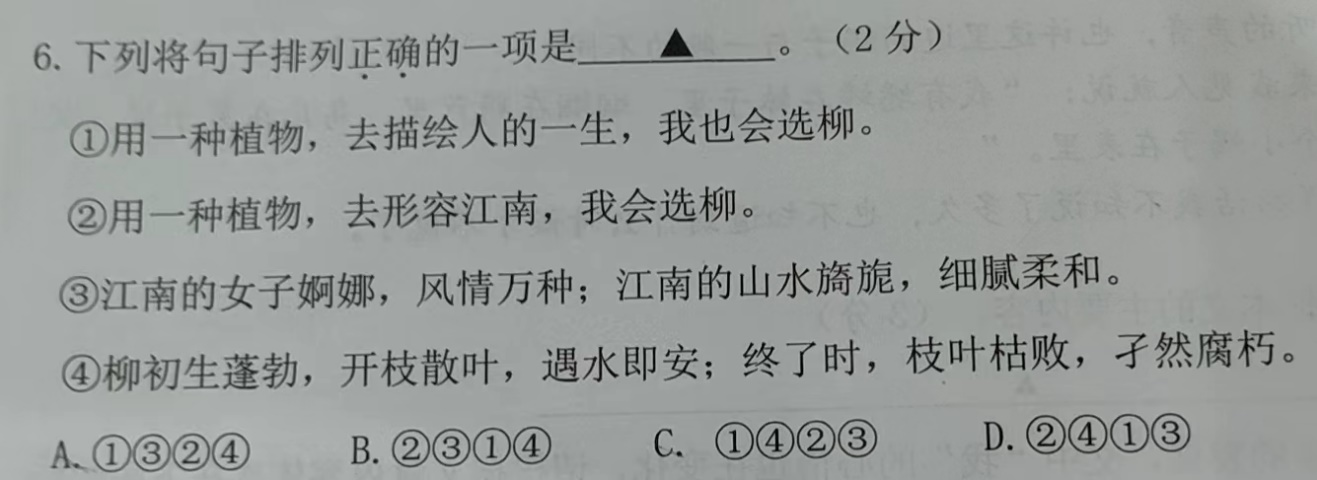 6. 下列将句子排列正确的一项是▲。（2 分）
①用一种植物，去描绘人的一生，我也会选柳。
②用一种植物，去形容江南，我会选柳。
③江南的女子婀娜，风情万种；江南的山水旖旎，细腻柔和。
④柳初生蓬勃，开枝散叶，遇水即安；终了时，枝叶枯败，孑然腐朽。
A. ①③②④ B. ②③①④ C. ①④②③ D. ②④①③